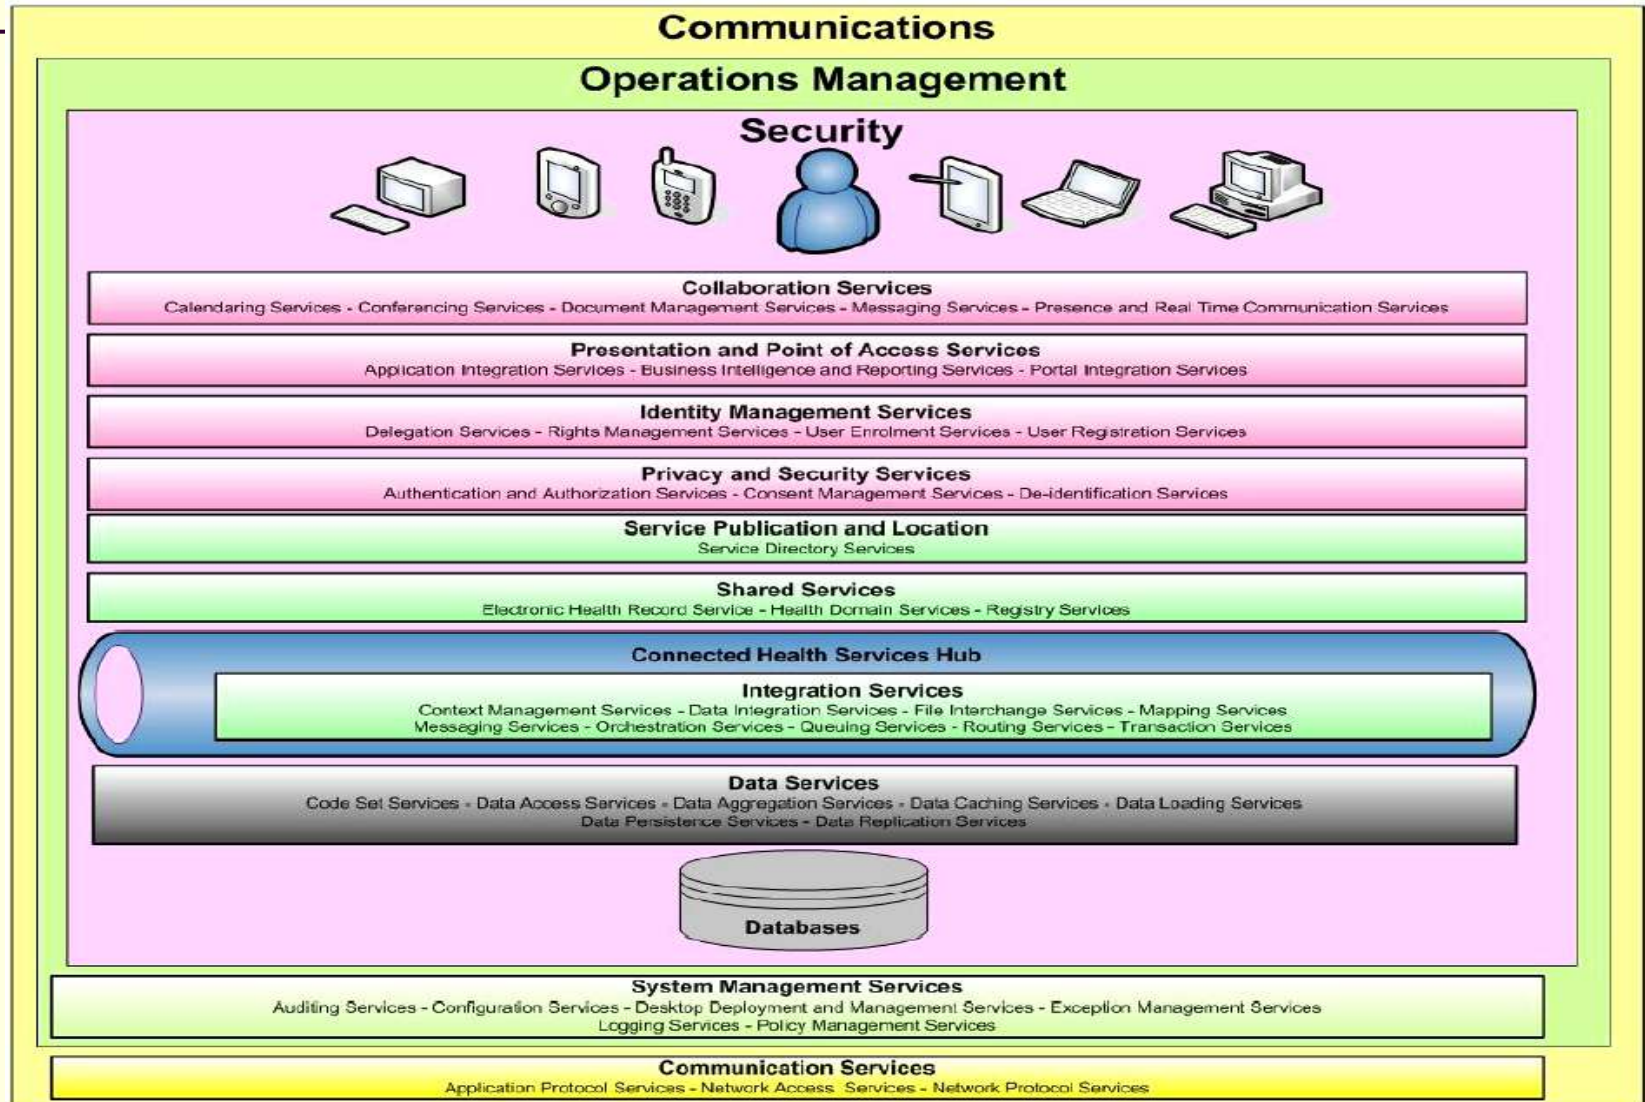 Communications
Operations Management
Security
Collaboration Services
Calendaring Services - Conferencing Services - Document Management Services - Messaging Services - Presence and Real Time Communication Services
Presentation and Point of Access Services
Application Integration Services - Business Intelligence and Reporting Services - Portal Integration Services
Identity Management Services
Delegation Services - Rights Management Services - User Enrolment Services - User Registration Services
Privacy and Security Services
Authentication and Authorization Services - Consent Management Services - De-identification Services
Service Publication and Location
Service Directory Services
Shared Services
Electronic Health Record Service - Health Domain Services - Registry Services
Connected Health Services Hub
Integration Services
Context Management Services - Data Integration Services - File Interchange Services - Mapping Services
Messaging Services - Orchestration Services - Queuing Services - Routing Services - Transaction Services
Data Services
Code Set Services - Data Access Services - Data Aggregation Services - Data Caching Services - Data Loading Services
Data Persistence Services - Data Replication Services
Databases
System Management Services
Auditing Services - Configuration Services - Desktop Deployment and Management Services - Exception Management Services
Logging Services - Policy Management Services
Communication Services
Application Protocol Services - Network Access Services - Network Protocol Services